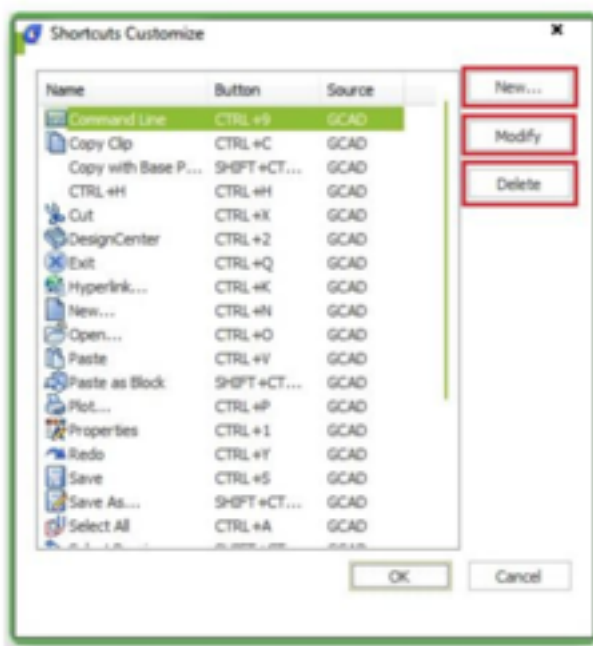 Shortcuts Customize
Name Button Source
New...
Command Line CTRL+9 GCAD
Modify
Copy Clip CTRL+C GCAD
Copy with Base P... SHIFT+CT... GCAD
Delete
CTRL+H CTRL+H GCAD
Cut CTRL+X GCAD
DesignCenter CTRL+2 GCAD
Exit CTRL+Q GCAD
Hyperlink... CTRL+K GCAD
New... CTRL+N GCAD
Open... CTRL+O GCAD
Paste CTRL+V GCAD
Paste as Block SHIFT+CT... GCAD
Plot... CTRL+P GCAD
Properties CTRL+1 GCAD
Redo CTRL+Y GCAD
Save CTRL+S GCAD
Save As... SHIFT+CT... GCAD
Select All CTRL+A GCAD
OK Cancel